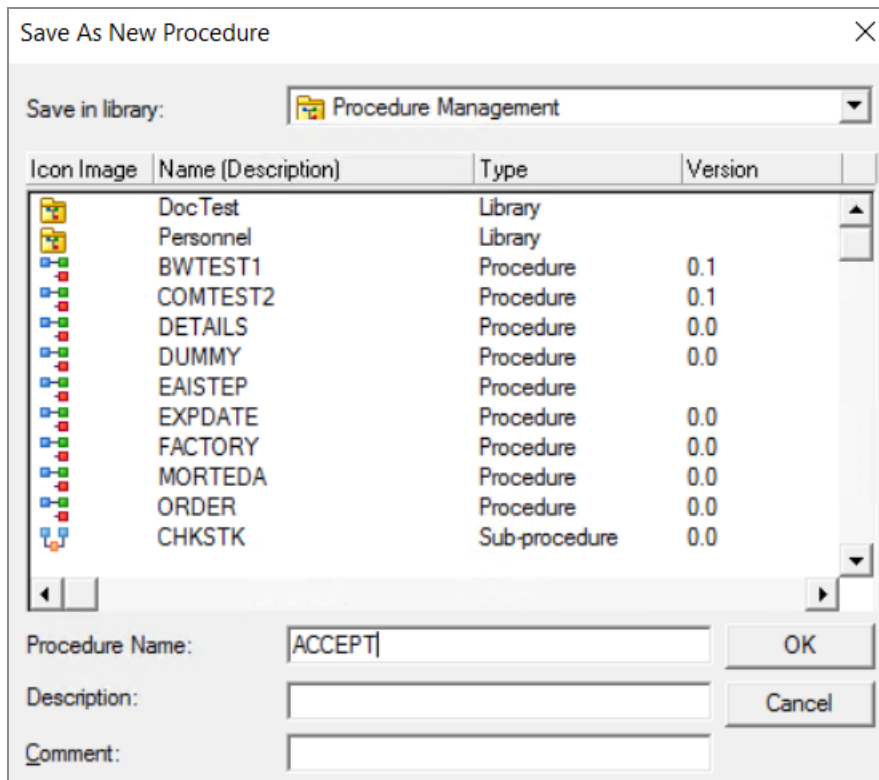 Save As New Procedure
Save in library: Procedure Management
Icon Image Name (Description) Type Version
DocTest Library
Personnel Library
BWTEST1 Procedure 0.1
COMTEST2 Procedure 0.1
DETAILS Procedure 0.0
DUMMY Procedure 0.0
EAISTEP Procedure
EXPDATE Procedure 0.0
FACTORY Procedure 0.0
MORTEDA Procedure 0.0
ORDER Procedure 0.0
CHKSTK Sub-procedure 0.0
Procedure Name: ACCEPT OK
Description: Cancel
Comment: